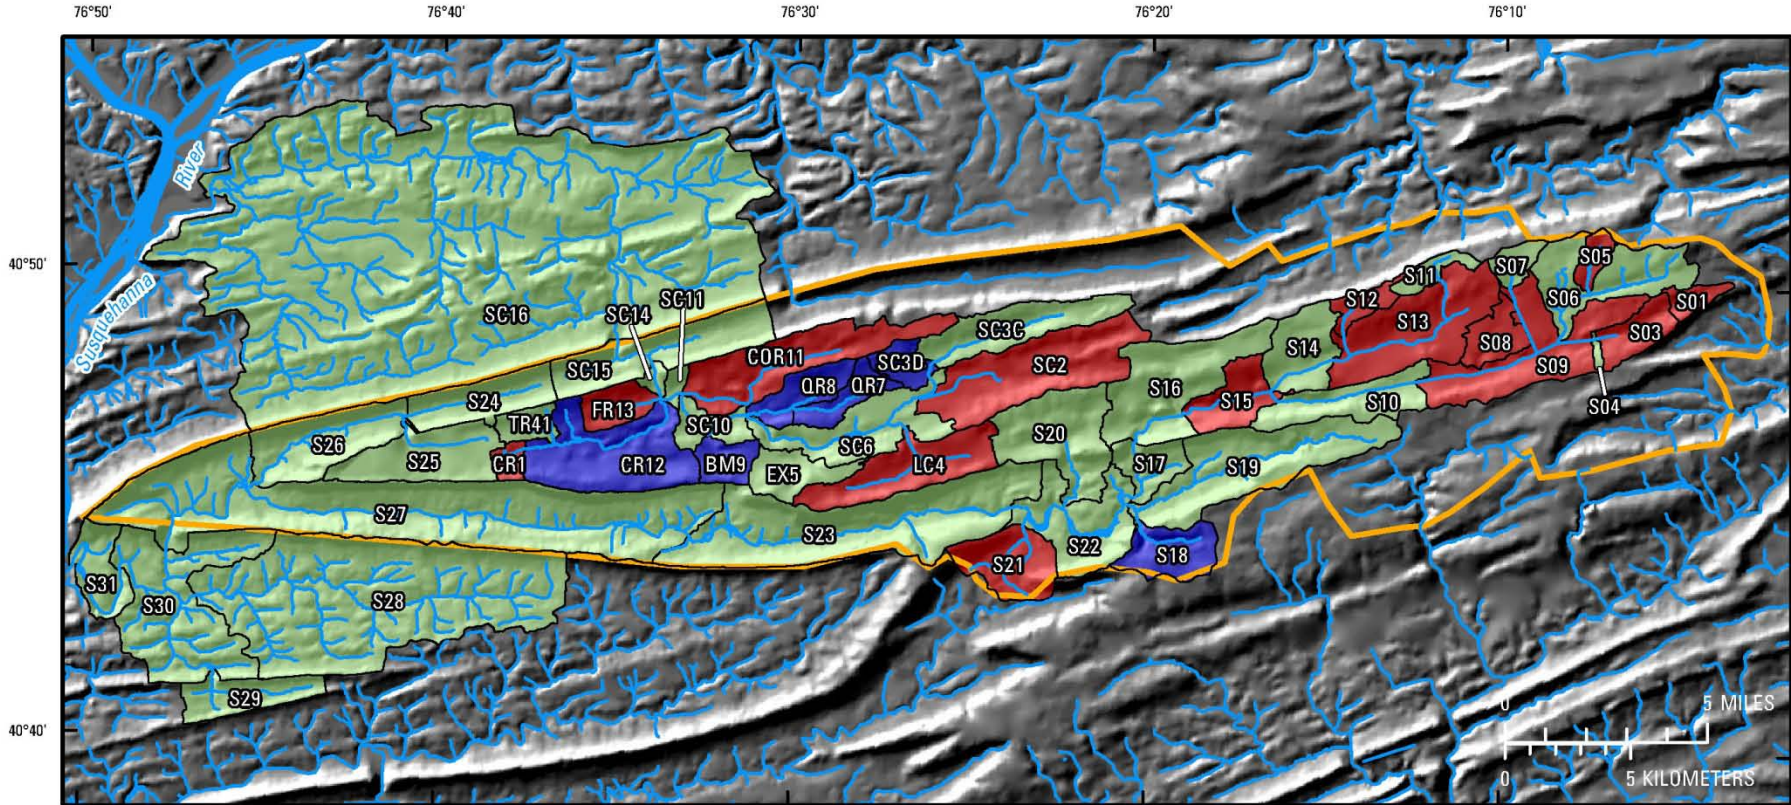 76°50'
76°40'
76°30'
76°20'
76°10'
40°50'
40°40'
Susquehanna
River
SC16
SC14
SC11
SC15
COR11
SC3C
SC3D
QR8
QR7
SC2
S14
S12
S11
S13
S07
S08
S05
S06
S01
S03
S09
S04
S24
TR41
FR13
SC10
SC6
S16
S15
S10
S26
S25
CR1
CR12
BM9
EX5
LC4
S20
S17
S19
S27
S23
S21
S22
S18
S31
S30
S28
S29
0 5 MILES
0 5 KILOMETERS